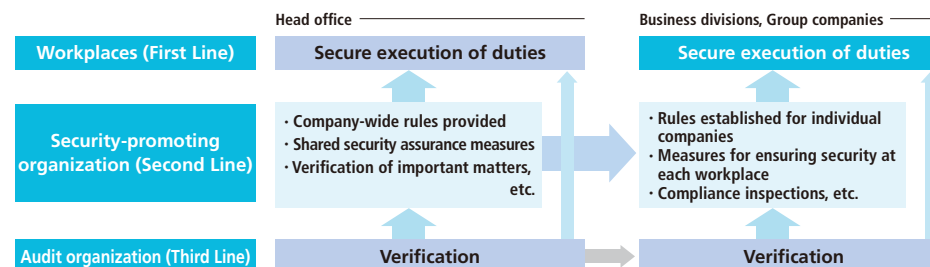 Head office
Business divisions, Group companies
Workplaces (First Line)
Secure execution of duties
Secure execution of duties
Security-promoting
organization (Second Line)
· Company-wide rules provided
· Shared security assurance measures
· Verification of important matters,
etc.
· Rules established for individual
companies
· Measures for ensuring security at
each workplace
· Compliance inspections, etc.
Audit organization (Third Line)
Verification
Verification